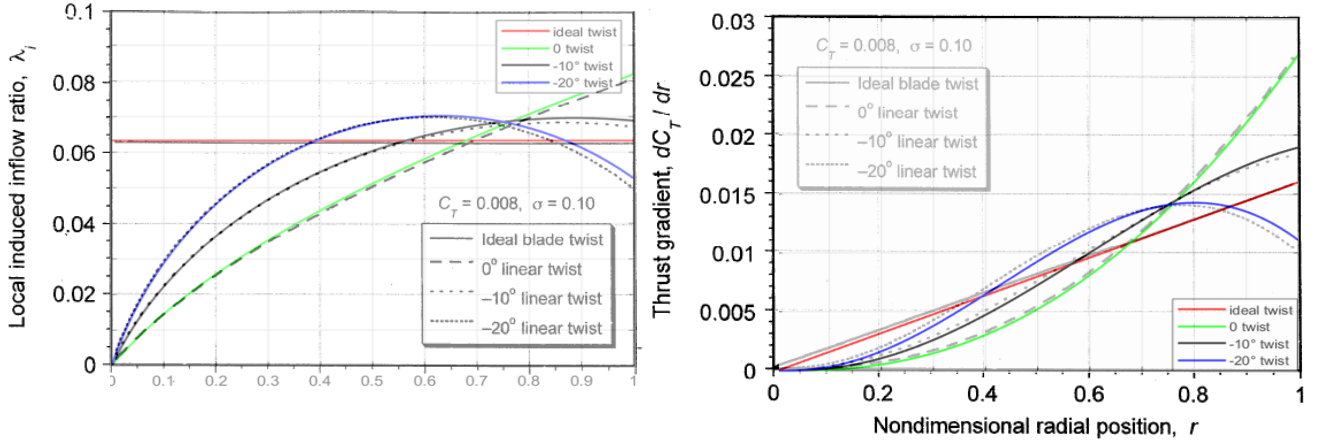 Local induced inflow ratio, λi
0.1
0.08
0.06
0.04
0.02
0
0.1
0.2
0.3
0.4
0.5
0.6
0.7
0.8
0.9
1
ideal twist
0 twist
-10° twist
-20° twist
CT = 0.008, σ = 0.10
Ideal blade twist
0° linear twist
–10° linear twist
–20° linear twist
Thrust gradient, dCT / dr
0.03
0.025
0.02
0.015
0.01
0.005
0
CT = 0.008, σ = 0.10
Ideal blade twist
0° linear twist
–10° linear twist
–20° linear twist
ideal twist
0 twist
-10° twist
-20° twist
0
0.2
0.4
0.6
0.8
1
Nondimensional radial position, r